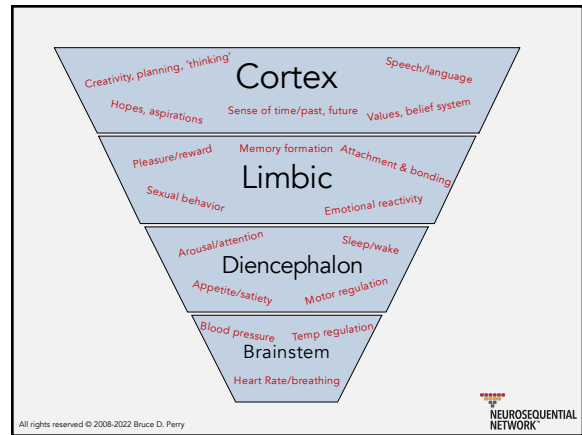 Creativity, planning, 'thinking'
Cortex
Speech/language
Hopes, aspirations
Sense of time/past, future
Values, belief system
Pleasure/reward
Memory formation
Attachment & bonding
Limbic
Sexual behavior
Emotional reactivity
Arousal/attention
Sleep/wake
Diencephalon
Appetite/satiety
Motor regulation
Blood pressure
Temp regulation
Brainstem
Heart Rate/breathing
All rights reserved © 2008-2022 Bruce D. Perry
NEUROSEQUENTIAL
NETWORK™